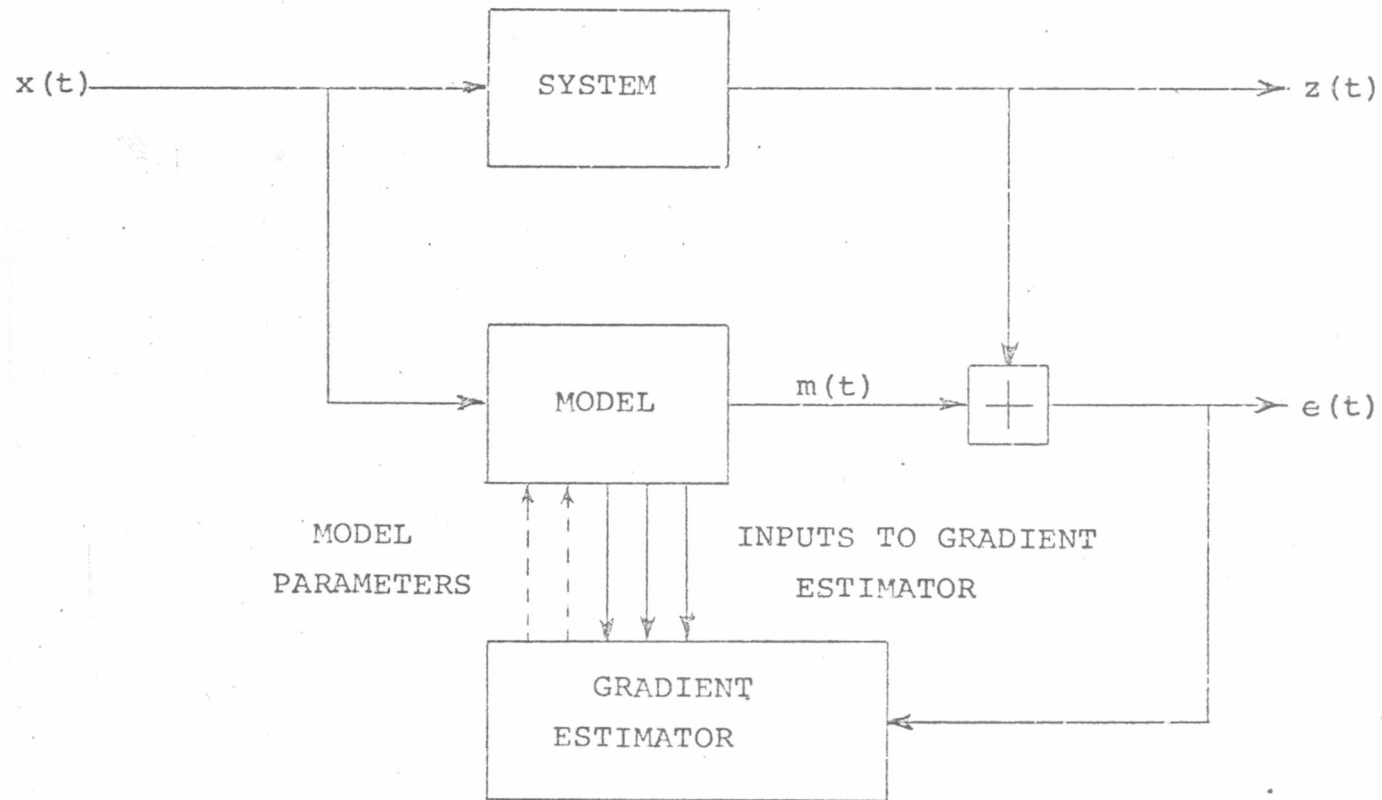 x(t)
SYSTEM
z(t)
MODEL
m(t)
+
e(t)
MODEL
PARAMETERS
INPUTS TO GRADIENT
ESTIMATOR
GRADIENT
ESTIMATOR